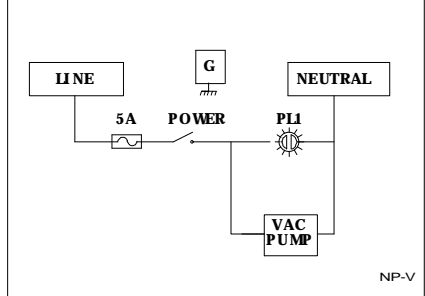 G
LINE
NEUTRAL
5A
POWER
PL1
VAC
PUMP
NP-V